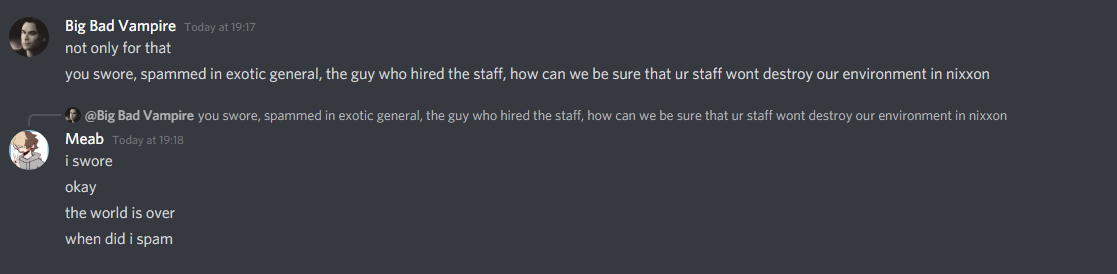 Big Bad Vampire Today at 19:17
not only for that
you swore, spammed in exotic general, the guy who hired the staff, how can we be sure that ur staff wont destroy our environment in nixxon
@Big Bad Vampire you swore, spammed in exotic general, the guy who hired the staff, how can we be sure that ur staff wont destroy our environment in nixxon
Meab Today at 19:18
i swore
okay
the world is over
when did i spam